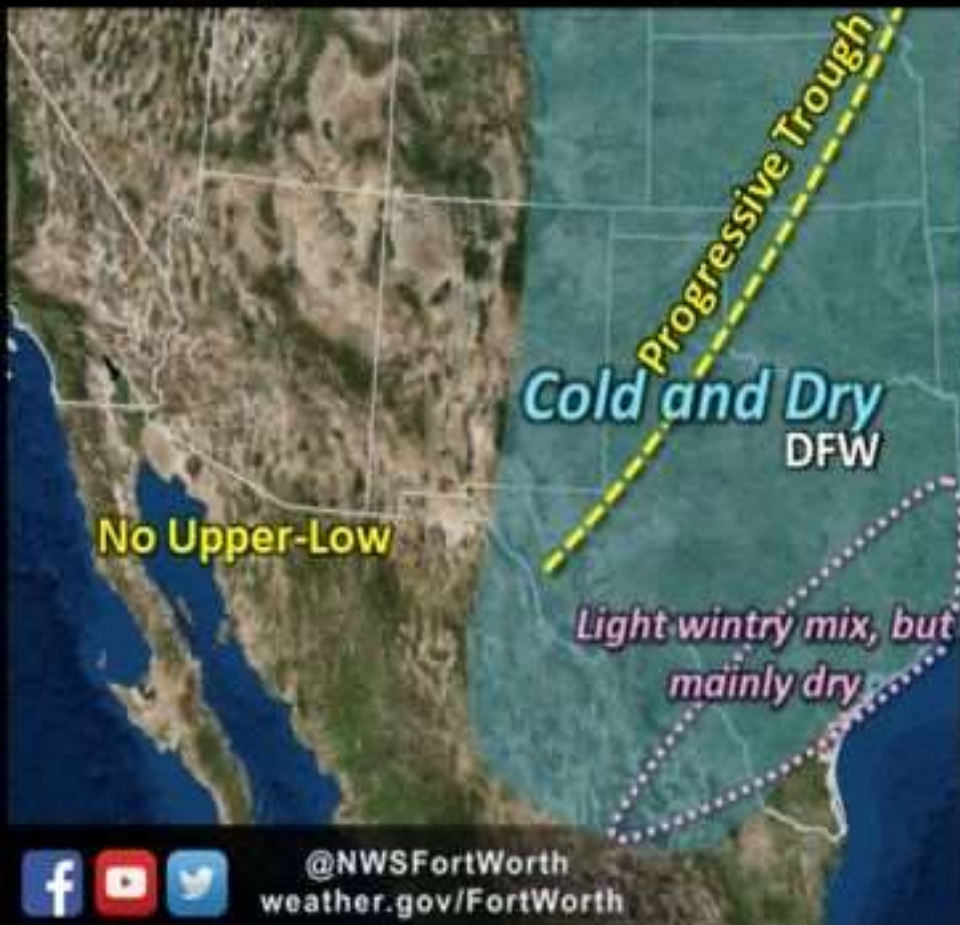 Progressive Trough
Cold and Dry
DFW
No Upper-Low
Light wintry mix, but
mainly dry
@NWSFortWorth
weather.gov/FortWorth